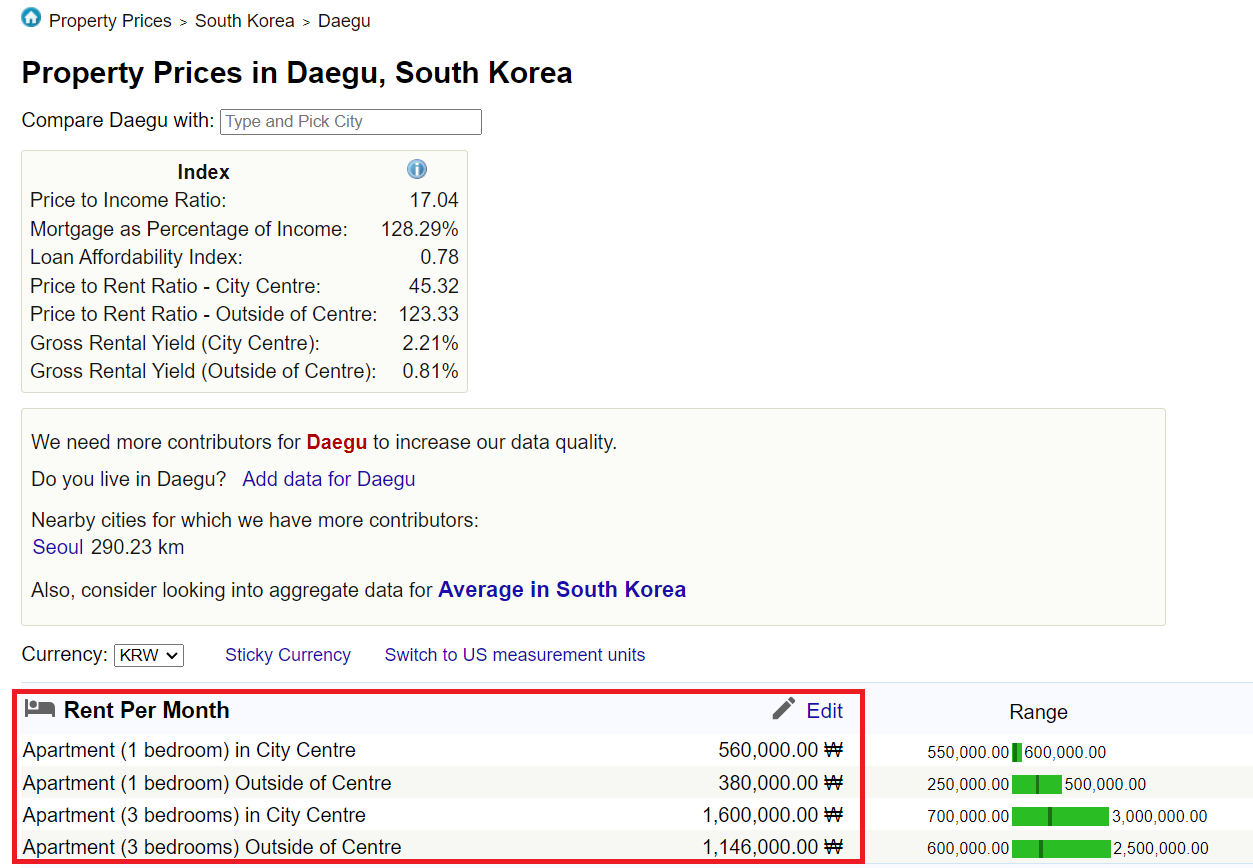 Property Prices > South Korea > Daegu
Property Prices in Daegu, South Korea
Compare Daegu with: Type and Pick City
Index
Price to Income Ratio: 17.04
Mortgage as Percentage of Income: 128.29%
Loan Affordability Index: 0.78
Price to Rent Ratio - City Centre: 45.32
Price to Rent Ratio - Outside of Centre: 123.33
Gross Rental Yield (City Centre): 2.21%
Gross Rental Yield (Outside of Centre): 0.81%
We need more contributors for Daegu to increase our data quality.
Do you live in Daegu? Add data for Daegu
Nearby cities for which we have more contributors:
Seoul 290.23 km
Also, consider looking into aggregate data for Average in South Korea
Currency: KRW Sticky Currency Switch to US measurement units
Rent Per Month Edit Range
Apartment (1 bedroom) in City Centre 560,000.00 ₩ 550,000.00 600,000.00
Apartment (1 bedroom) Outside of Centre 380,000.00 ₩ 250,000.00 500,000.00
Apartment (3 bedrooms) in City Centre 1,600,000.00 ₩ 700,000.00 3,000,000.00
Apartment (3 bedrooms) Outside of Centre 1,146,000.00 ₩ 600,000.00 2,500,000.00